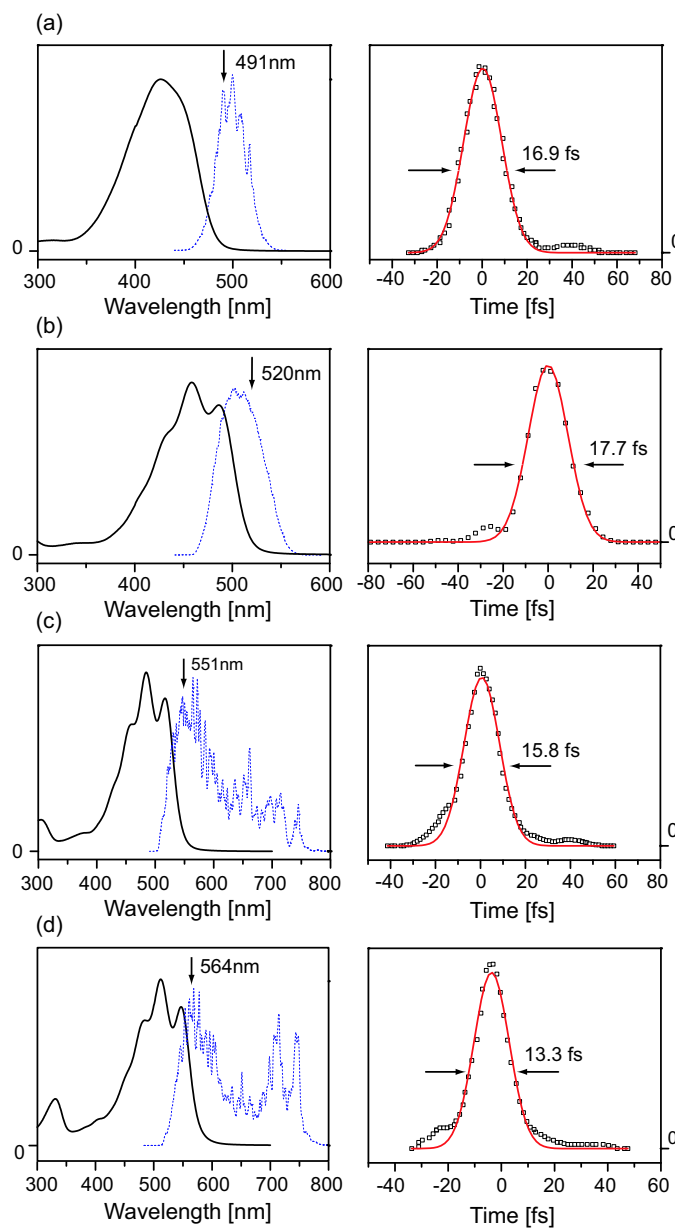 (a)
491nm
0
300 400 500 600
Wavelength [nm]
16.9 fs
0
-40 -20 0 20 40 60 80
Time [fs]
(b)
520nm
0
300 400 500 600
Wavelength [nm]
17.7 fs
0
-80 -60 -40 -20 0 20 40
Time [fs]
(c)
551nm
0
300 400 500 600 700 800
Wavelength [nm]
15.8 fs
0
-40 -20 0 20 40 60 80
Time [fs]
(d)
564nm
0
300 400 500 600 700 800
Wavelength [nm]
13.3 fs
0
-40 -20 0 20 40 60
Time [fs]